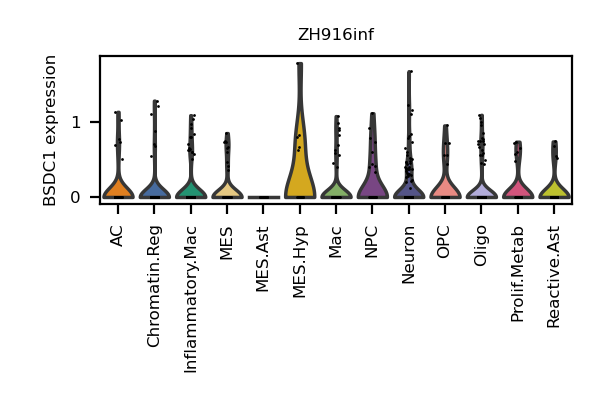 ZH916inf
BSDC1 expression
1
0
AC
Chromatin.Reg
Inflammatory.Mac
MES
MES.Ast
MES.Hyp
Mac
NPC
Neuron
OPC
Oligo
Prolif.Metab
Reactive.Ast